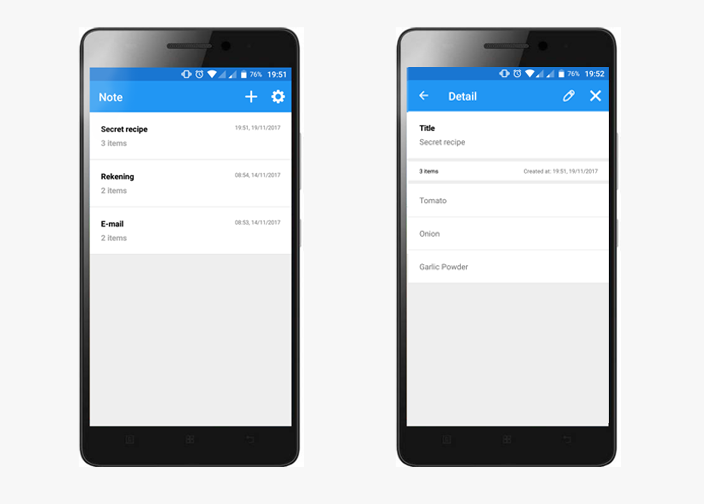 76% 19:51
Note
Secret recipe 19:51, 19/11/2017
3 items
Rekening 08:54, 14/11/2017
2 items
E-mail 08:53, 14/11/2017
2 items
76% 19:52
Detail
Title
Secret recipe
3 items Created at: 19:51, 19/11/2017
Tomato
Onion
Garlic Powder